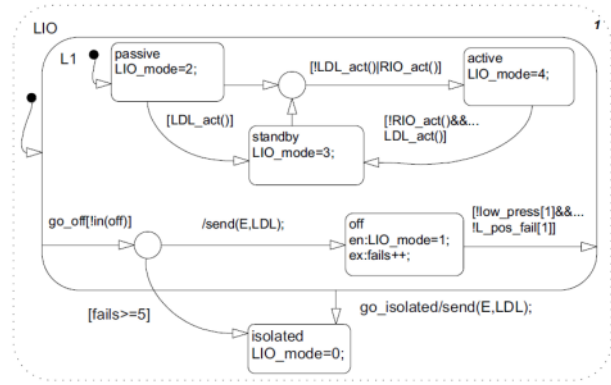 LIO
1
L1
passive
LIO_mode=2;
[!LDL_act()|RIO_act()]
active
LIO_mode=4;
[LDL_act()]
standby
LIO_mode=3;
[!RIO_act()&&...
LDL_act()]
go_off[!in(off)]
/send(E,LDL);
off
en:LIO_mode=1;
ex:fails++;
[!low_press[1]&&...
!L_pos_fail[1]]
[fails>=5]
go_isolated/send(E,LDL);
isolated
LIO_mode=0;